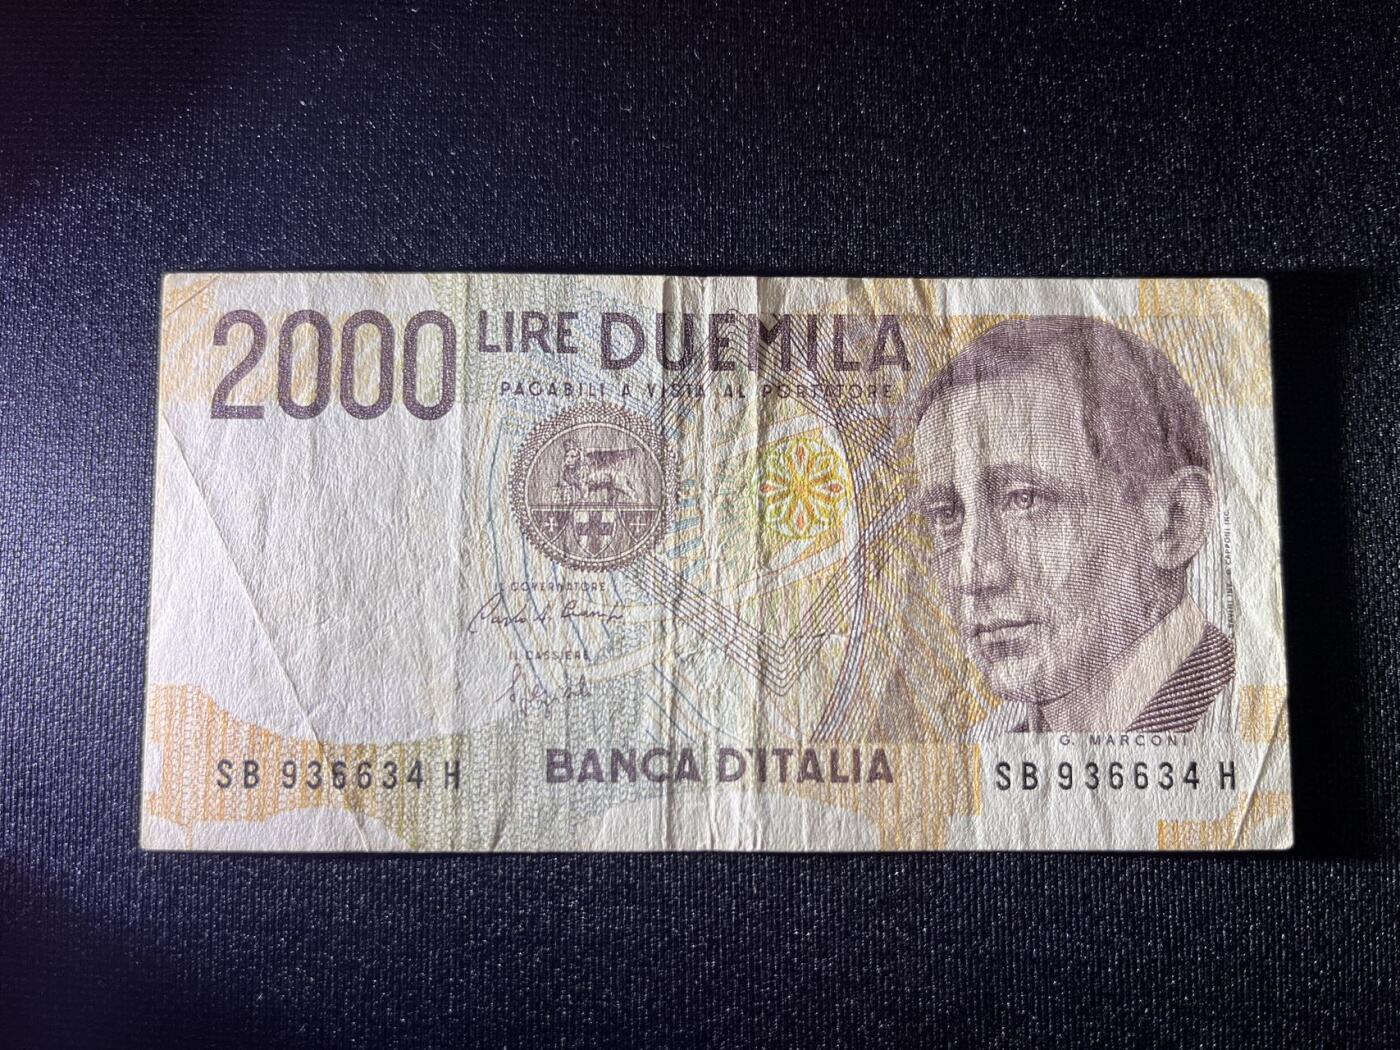 2000 LIRE DUEMILA
PAGABILI A VISTA AL PORTATORE
IL GOVERNATORE
IL CASSIERE
G. MARCONI
BANCA D'ITALIA
SB 936634 H
SB 936634 H